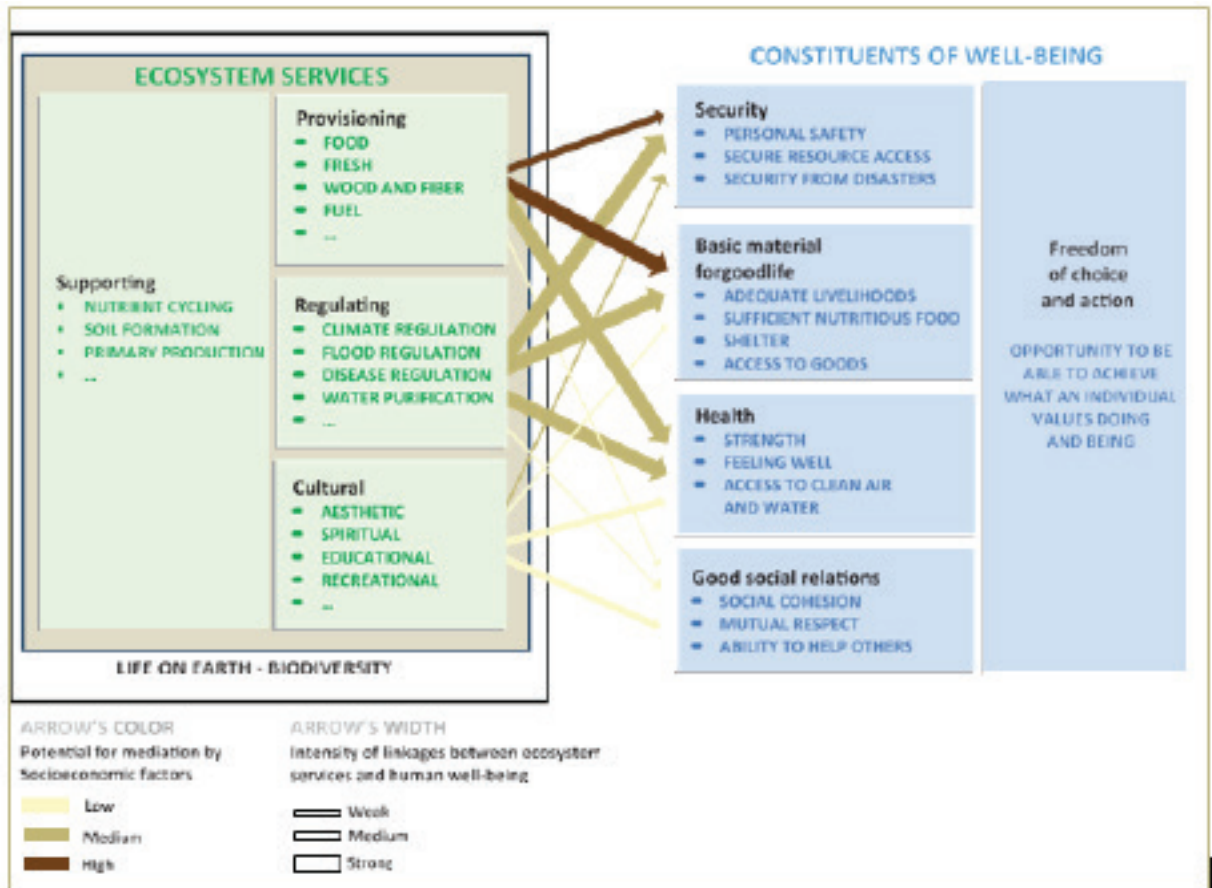 ECOSYSTEM SERVICES
Supporting
NUTRIENT CYCLING
SOIL FORMATION
PRIMARY PRODUCTION
...
Provisioning
FOOD
FRESH
WOOD AND FIBER
FUEL
...
Regulating
CLIMATE REGULATION
FLOOD REGULATION
DISEASE REGULATION
WATER PURIFICATION
...
Cultural
AESTHETIC
SPIRITUAL
EDUCATIONAL
RECREATIONAL
...
LIFE ON EARTH - BIODIVERSITY
CONSTITUENTS OF WELL-BEING
Security
PERSONAL SAFETY
SECURE RESOURCE ACCESS
SECURITY FROM DISASTERS
Basic material
forgoodlife
ADEQUATE LIVELIHOODS
SUFFICIENT NUTRITIOUS FOOD
SHELTER
ACCESS TO GOODS
Health
STRENGTH
FEELING WELL
ACCESS TO CLEAN AIR
AND WATER
Good social relations
SOCIAL COHESION
MUTUAL RESPECT
ABILITY TO HELP OTHERS
Freedom
of choice
and action
OPPORTUNITY TO BE
ABLE TO ACHIEVE
WHAT AN INDIVIDUAL
VALUES DOING
AND BEING
ARROW'S COLOR
Potential for mediation by
Socioeconomic factors
Low
Medium
High
ARROW'S WIDTH
Intensity of linkages between ecosystem
services and human well-being
Weak
Medium
Strong